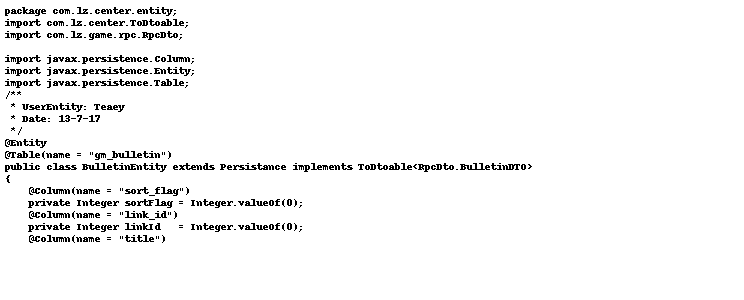 package com.lz.center.entity;
import com.lz.center.ToDtoable;
import com.lz.game.rpc.RpcDto;

import javax.persistence.Column;
import javax.persistence.Entity;
import javax.persistence.Table;
/**
 * UserEntity: Teaey
 * Date: 13-7-17
 */
@Entity
@Table(name = "gm_bulletin")
public class BulletinEntity extends Persistance implements ToDtoable<RpcDto.BulletinDTO>
{
    @Column(name = "sort_flag")
    private Integer sortFlag = Integer.valueOf(0);
    @Column(name = "link_id")
    private Integer linkId   = Integer.valueOf(0);
    @Column(name = "title")